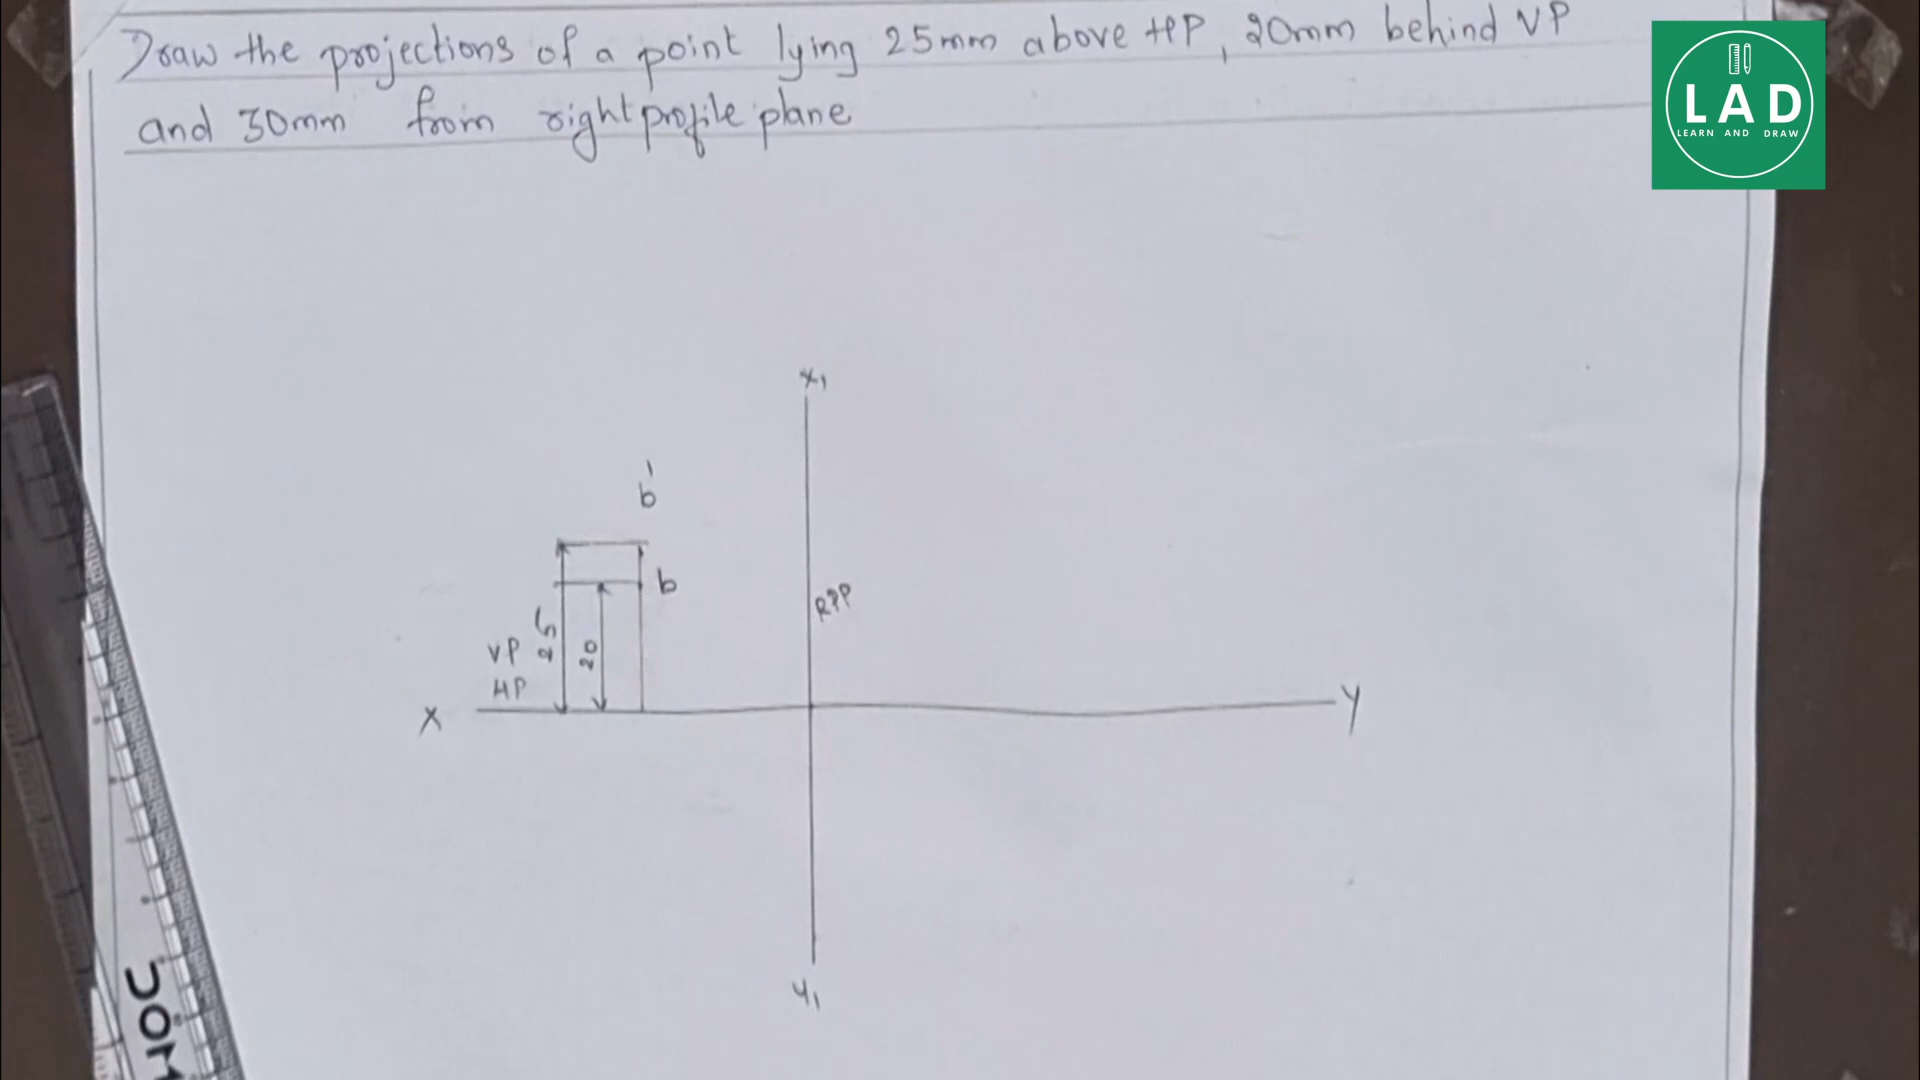 Draw the projections of a point lying 25mm above HP, 20mm behind VP
and 30mm from right profile plane
LAD
LEARN AND DRAW
X1
b'
b
RPP
25
20
VP
HP
X
Y
Y1